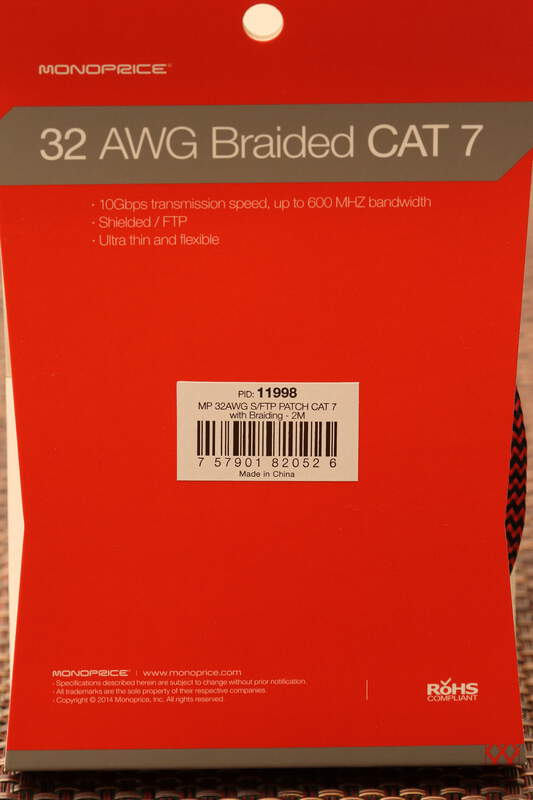 MONOPRICE®
32 AWG Braided CAT 7
· 10Gbps transmission speed, up to 600 MHZ bandwidth
· Shielded / FTP
· Ultra thin and flexible
PID: 11998
MP 32AWG S/FTP PATCH CAT 7
with Braiding - 2M
7 57901 82052 6
Made in China
MONOPRICE® | www.monoprice.com
· Specifications described herein are subject to change without prior notification.
· All trademarks are the sole property of their respective companies.
· Copyright © 2014 Monoprice, Inc. All rights reserved.
RoHS
COMPLIANT